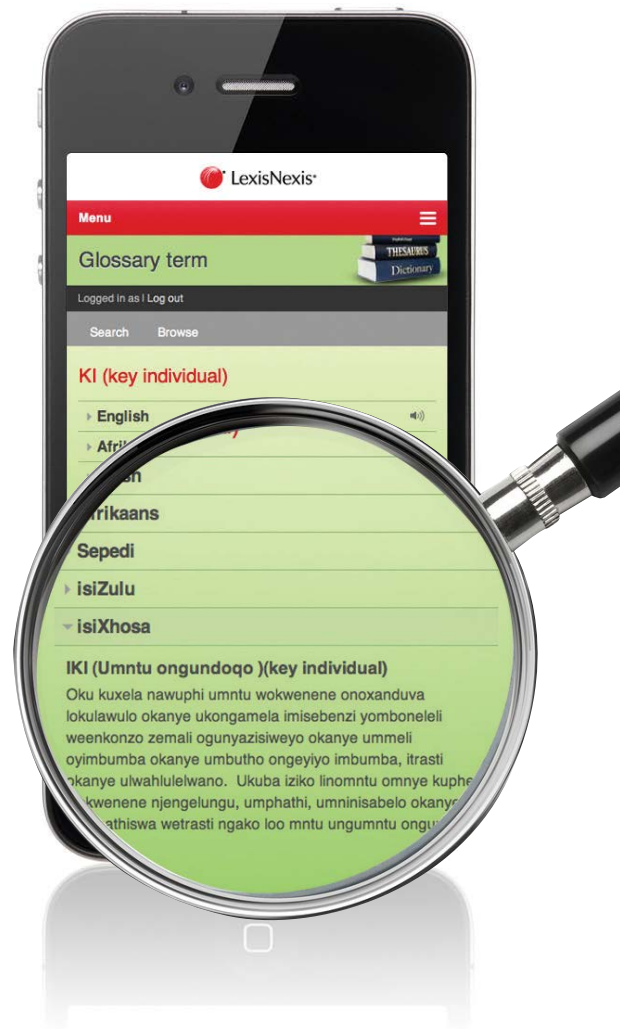 LexisNexis
Menu
Glossary term
THESAURUS
Dictionary
Logged in as | Log out
Search Browse
KI (key individual)
English
Sepedi
isiZulu
isiXhosa
IKI (Umntu ongundoqo )(key individual)
Oku kuxela nawuphi umntu wokwenene onoxanduva
lokulawulo okanye ukongamela imisebenzi yomboneleli
weenkonzo zemali ogunyazisiweyo okanye ummeli
oyimbumba okanye umbutho ongeyiyo imbumba, itrasti
okanye ulwahlulelwano. Ukuba iziko linomntu omnye
njengelungu, umphathi, umninisabelo okanye
wetrasti ngako loo mntu ungumntu